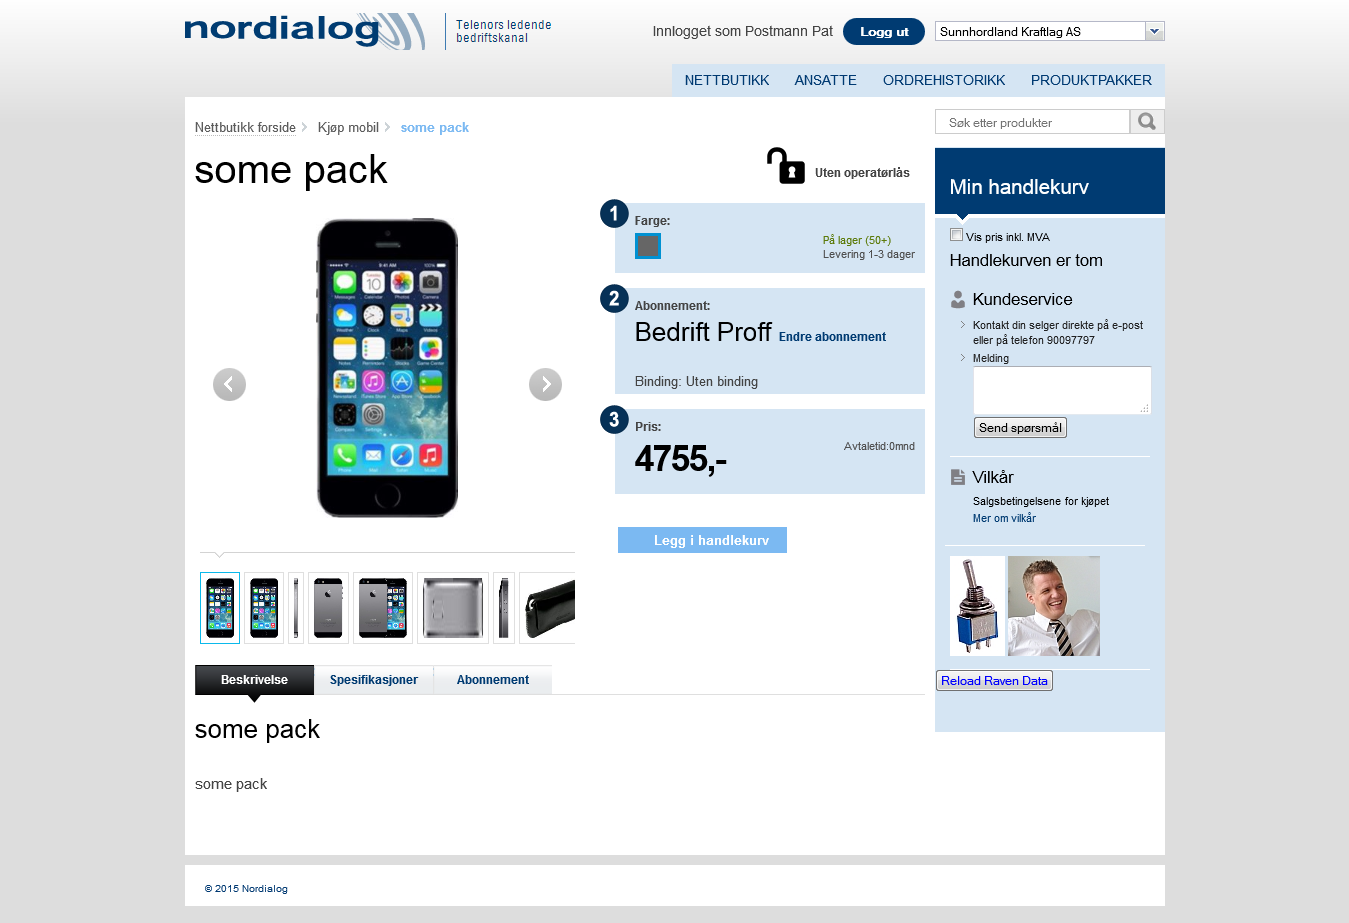 nordialog
Telenors ledende
bedriftskanal
Innlogget som Postmann Pat
Logg ut
Sunnhordland Kraftlag AS
NETTBUTIKK ANSATTE ORDREHISTORIKK PRODUKTPAKKER
Nettbutikk forside
Kjøp mobil
some pack
Søk etter produkter
some pack
Uten operatørlås
1
Farge:
På lager (50+)
Levering 1-3 dager
2
Abonnement:
Bedrift Proff Endre abonnement
Binding: Uten binding
3
Pris:
4755,-
Avtaletid:0mnd
Legg i handlekurv
Beskrivelse
Spesifikasjoner
Abonnement
some pack
some pack
Min handlekurv
Vis pris inkl. MVA
Handlekurven er tom
Kundeservice
Kontakt din selger direkte på e-post
eller på telefon 90097797
Melding
Send spørsmål
Vilkår
Salgsbetingelsene for kjøpet
Mer om vilkår
Reload Raven Data
© 2015 Nordialog